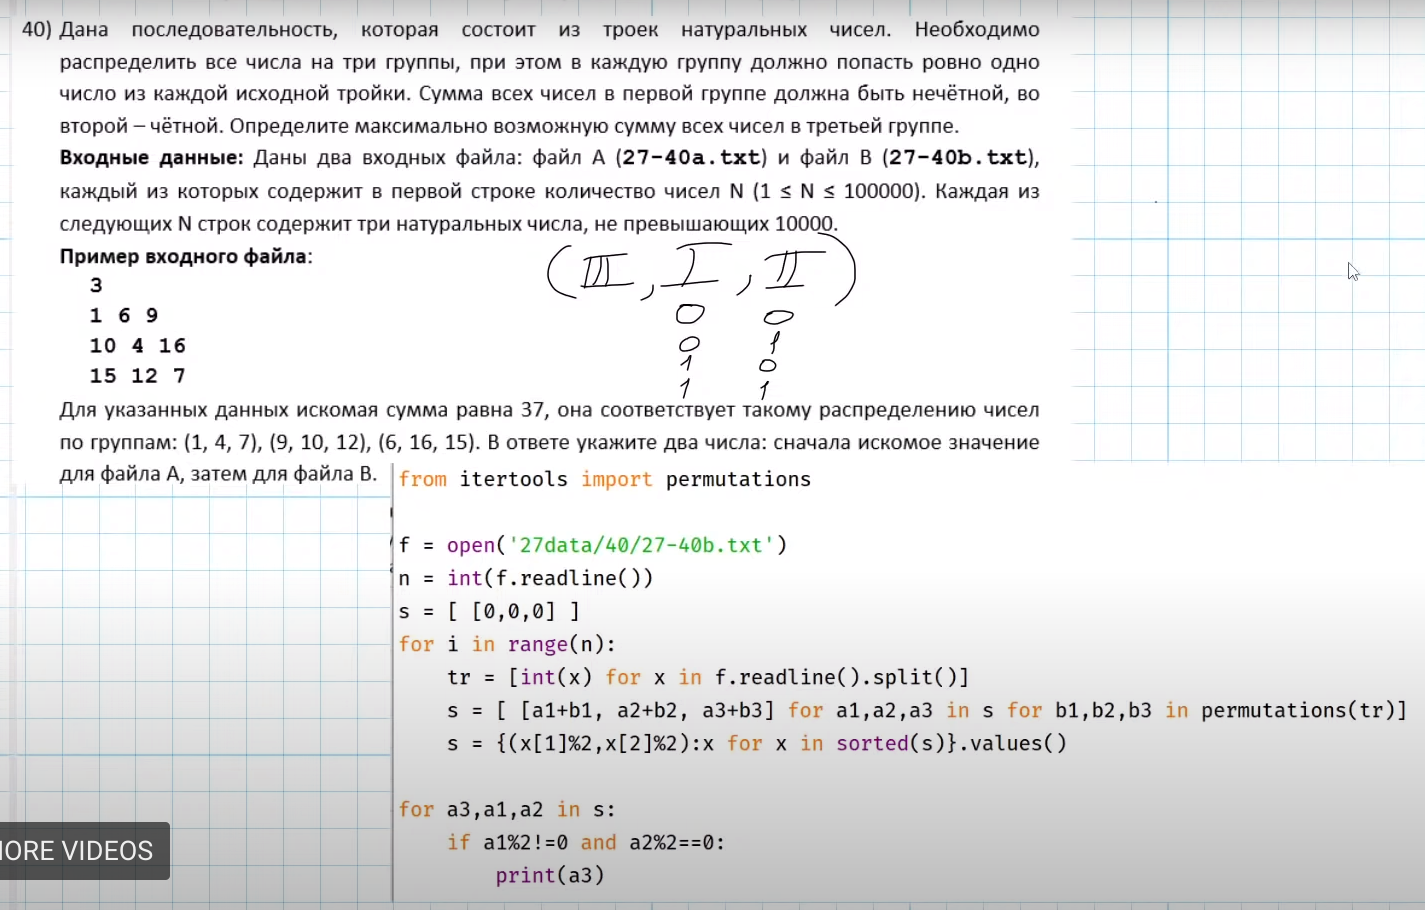 40) Дана последовательность, которая состоит из троек натуральных чисел. Необходимо
распределить все числа на три группы, при этом в каждую группу должно попасть ровно одно
число из каждой исходной тройки. Сумма всех чисел в первой группе должна быть нечётной, во
второй – чётной. Определите максимально возможную сумму всех чисел в третьей группе.
Входные данные: Даны два входных файла: файл A (27-40a.txt) и файл B (27-40b.txt),
каждый из которых содержит в первой строке количество чисел N (1 ≤ N ≤ 100000). Каждая из
следующих N строк содержит три натуральных числа, не превышающих 10000.
Пример входного файла:
(III, I, II)
3
1 6 9
0 0
10 4 16
0 1
1 0
15 12 7
1 1
Для указанных данных искомая сумма равна 37, она соответствует такому распределению чисел
по группам: (1, 4, 7), (9, 10, 12), (6, 16, 15). В ответе укажите два числа: сначала искомое значение
для файла A, затем для файла B.
from itertools import permutations
f = open('27data/40/27-40b.txt')
n = int(f.readline())
s = [ [0,0,0] ]
for i in range(n):
    tr = [int(x) for x in f.readline().split()]
    s = [ [a1+b1, a2+b2, a3+b3] for a1,a2,a3 in s for b1,b2,b3 in permutations(tr)]
    s = {(x[1]%2,x[2]%2):x for x in sorted(s)}.values()
for a3,a1,a2 in s:
    if a1%2!=0 and a2%2==0:
        print(a3)
MORE VIDEOS